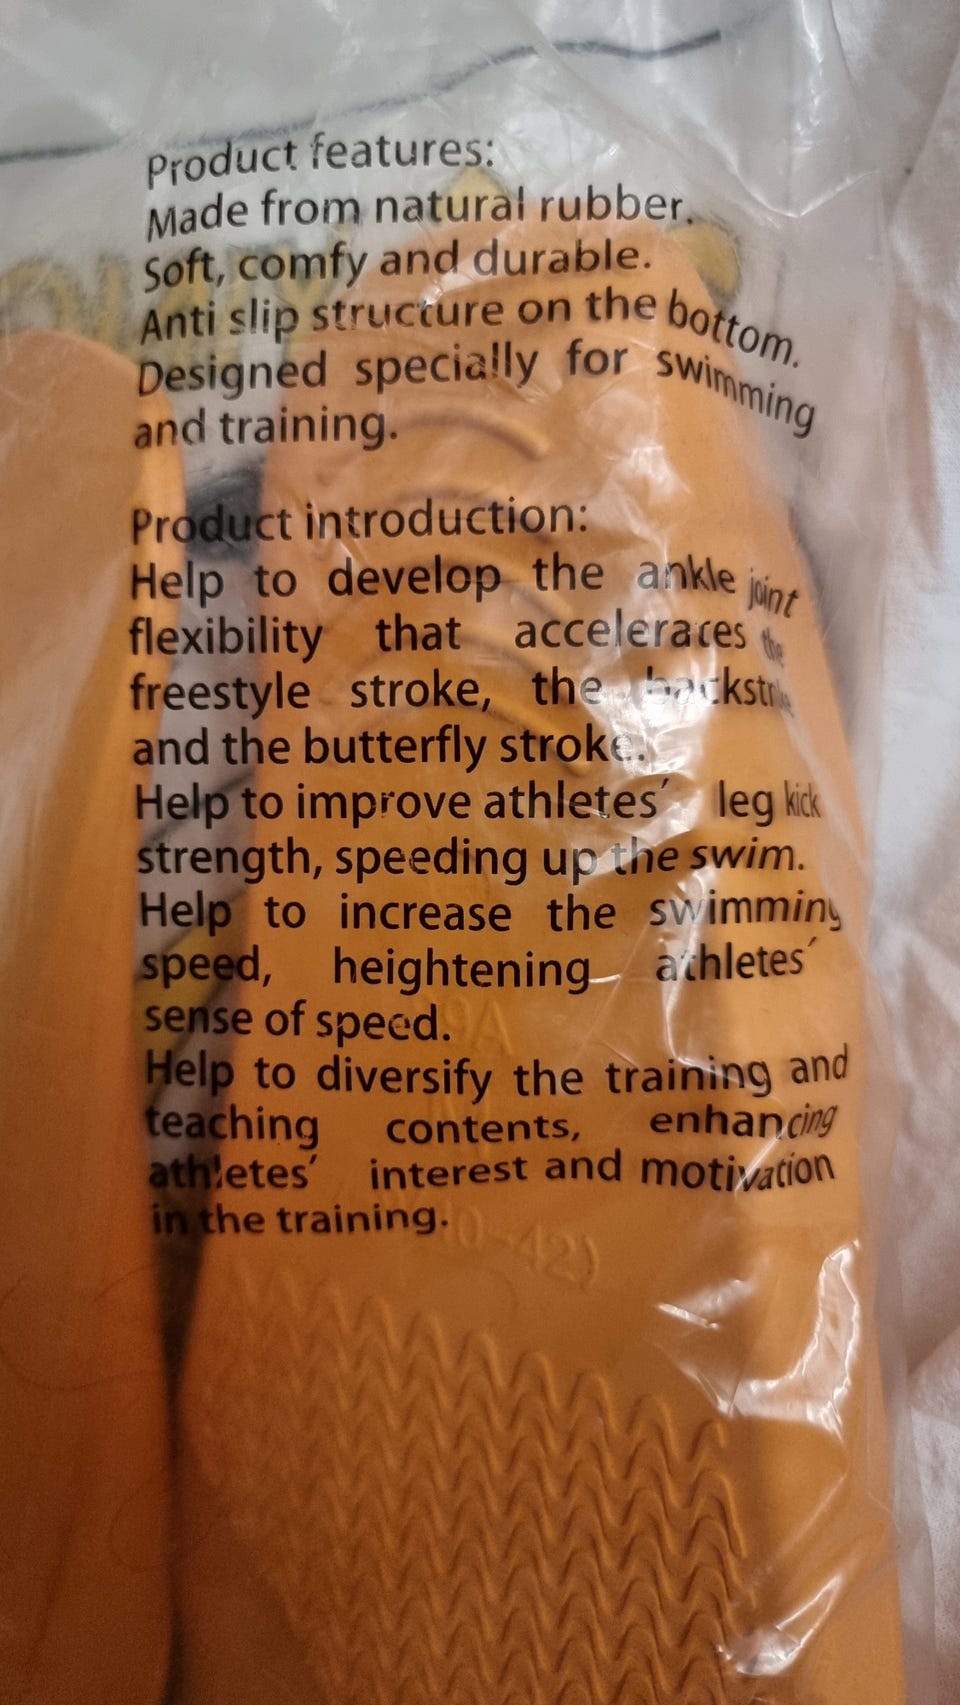 Product features:
Made from natural rubber.
Soft, comfy and durable.
Anti slip structure on the bottom.
Designed specially for swimming
and training.
Product introduction:
Help to develop the ankle joint
flexibility that accelerates the
freestyle stroke, the
and the butterfly stroke.
Help to improve athletes' leg kick
strength, speeding up the swim.
Help to increase the swimming
speed, heightening athletes'
sense of speed.
Help to diversify the training and
teaching contents, enhancing
athletes' interest and motivation
in the training.